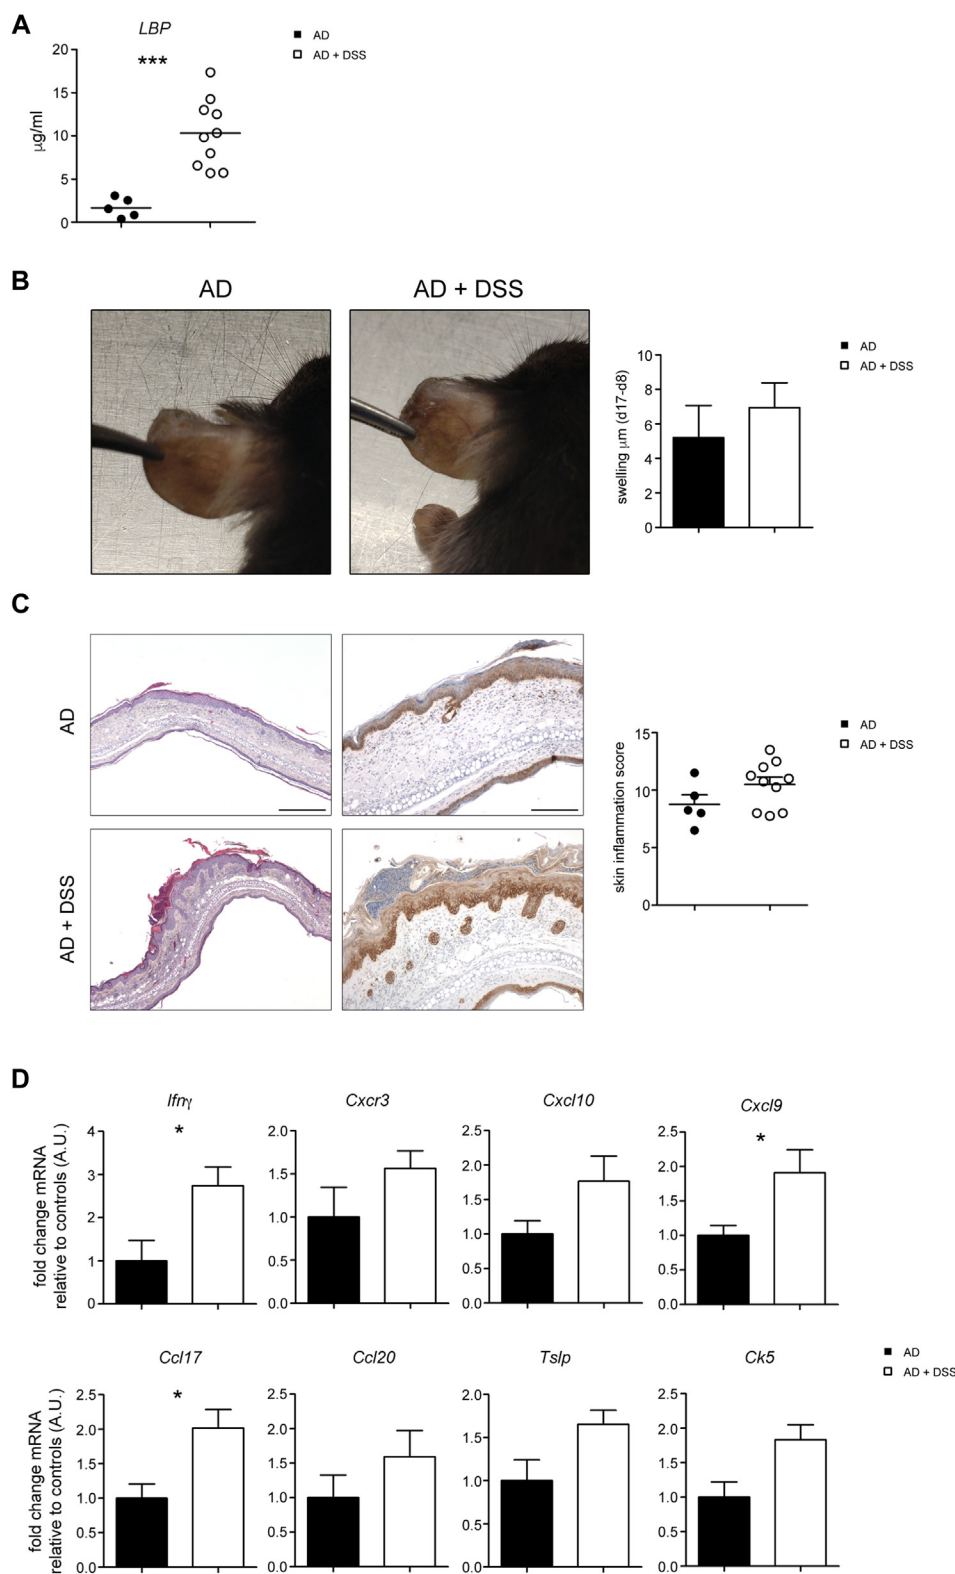 A
LBP
***
AD
AD + DSS
20
15
10
5
0
µg/ml
B
AD
AD + DSS
AD
AD + DSS
10
8
6
4
2
0
swelling µm (d17-d8)
C
AD
AD + DSS
AD
AD + DSS
15
10
5
0
skin inflammation score
D
Ifnγ
Cxcr3
Cxcl10
Cxcl9
*
*
fold change mRNA
relative to controls (A.U.)
4
3
2
1
0
2.0
1.5
1.0
0.5
0.0
2.5
2.0
1.5
1.0
0.5
0.0
2.5
2.0
1.5
1.0
0.5
0.0
Ccl17
Ccl20
Tslp
Ck5
AD
AD + DSS
*
fold change mRNA
relative to controls (A.U.)
2.5
2.0
1.5
1.0
0.5
0.0
2.5
2.0
1.5
1.0
0.5
0.0
2.0
1.5
1.0
0.5
0.0
2.5
2.0
1.5
1.0
0.5
0.0